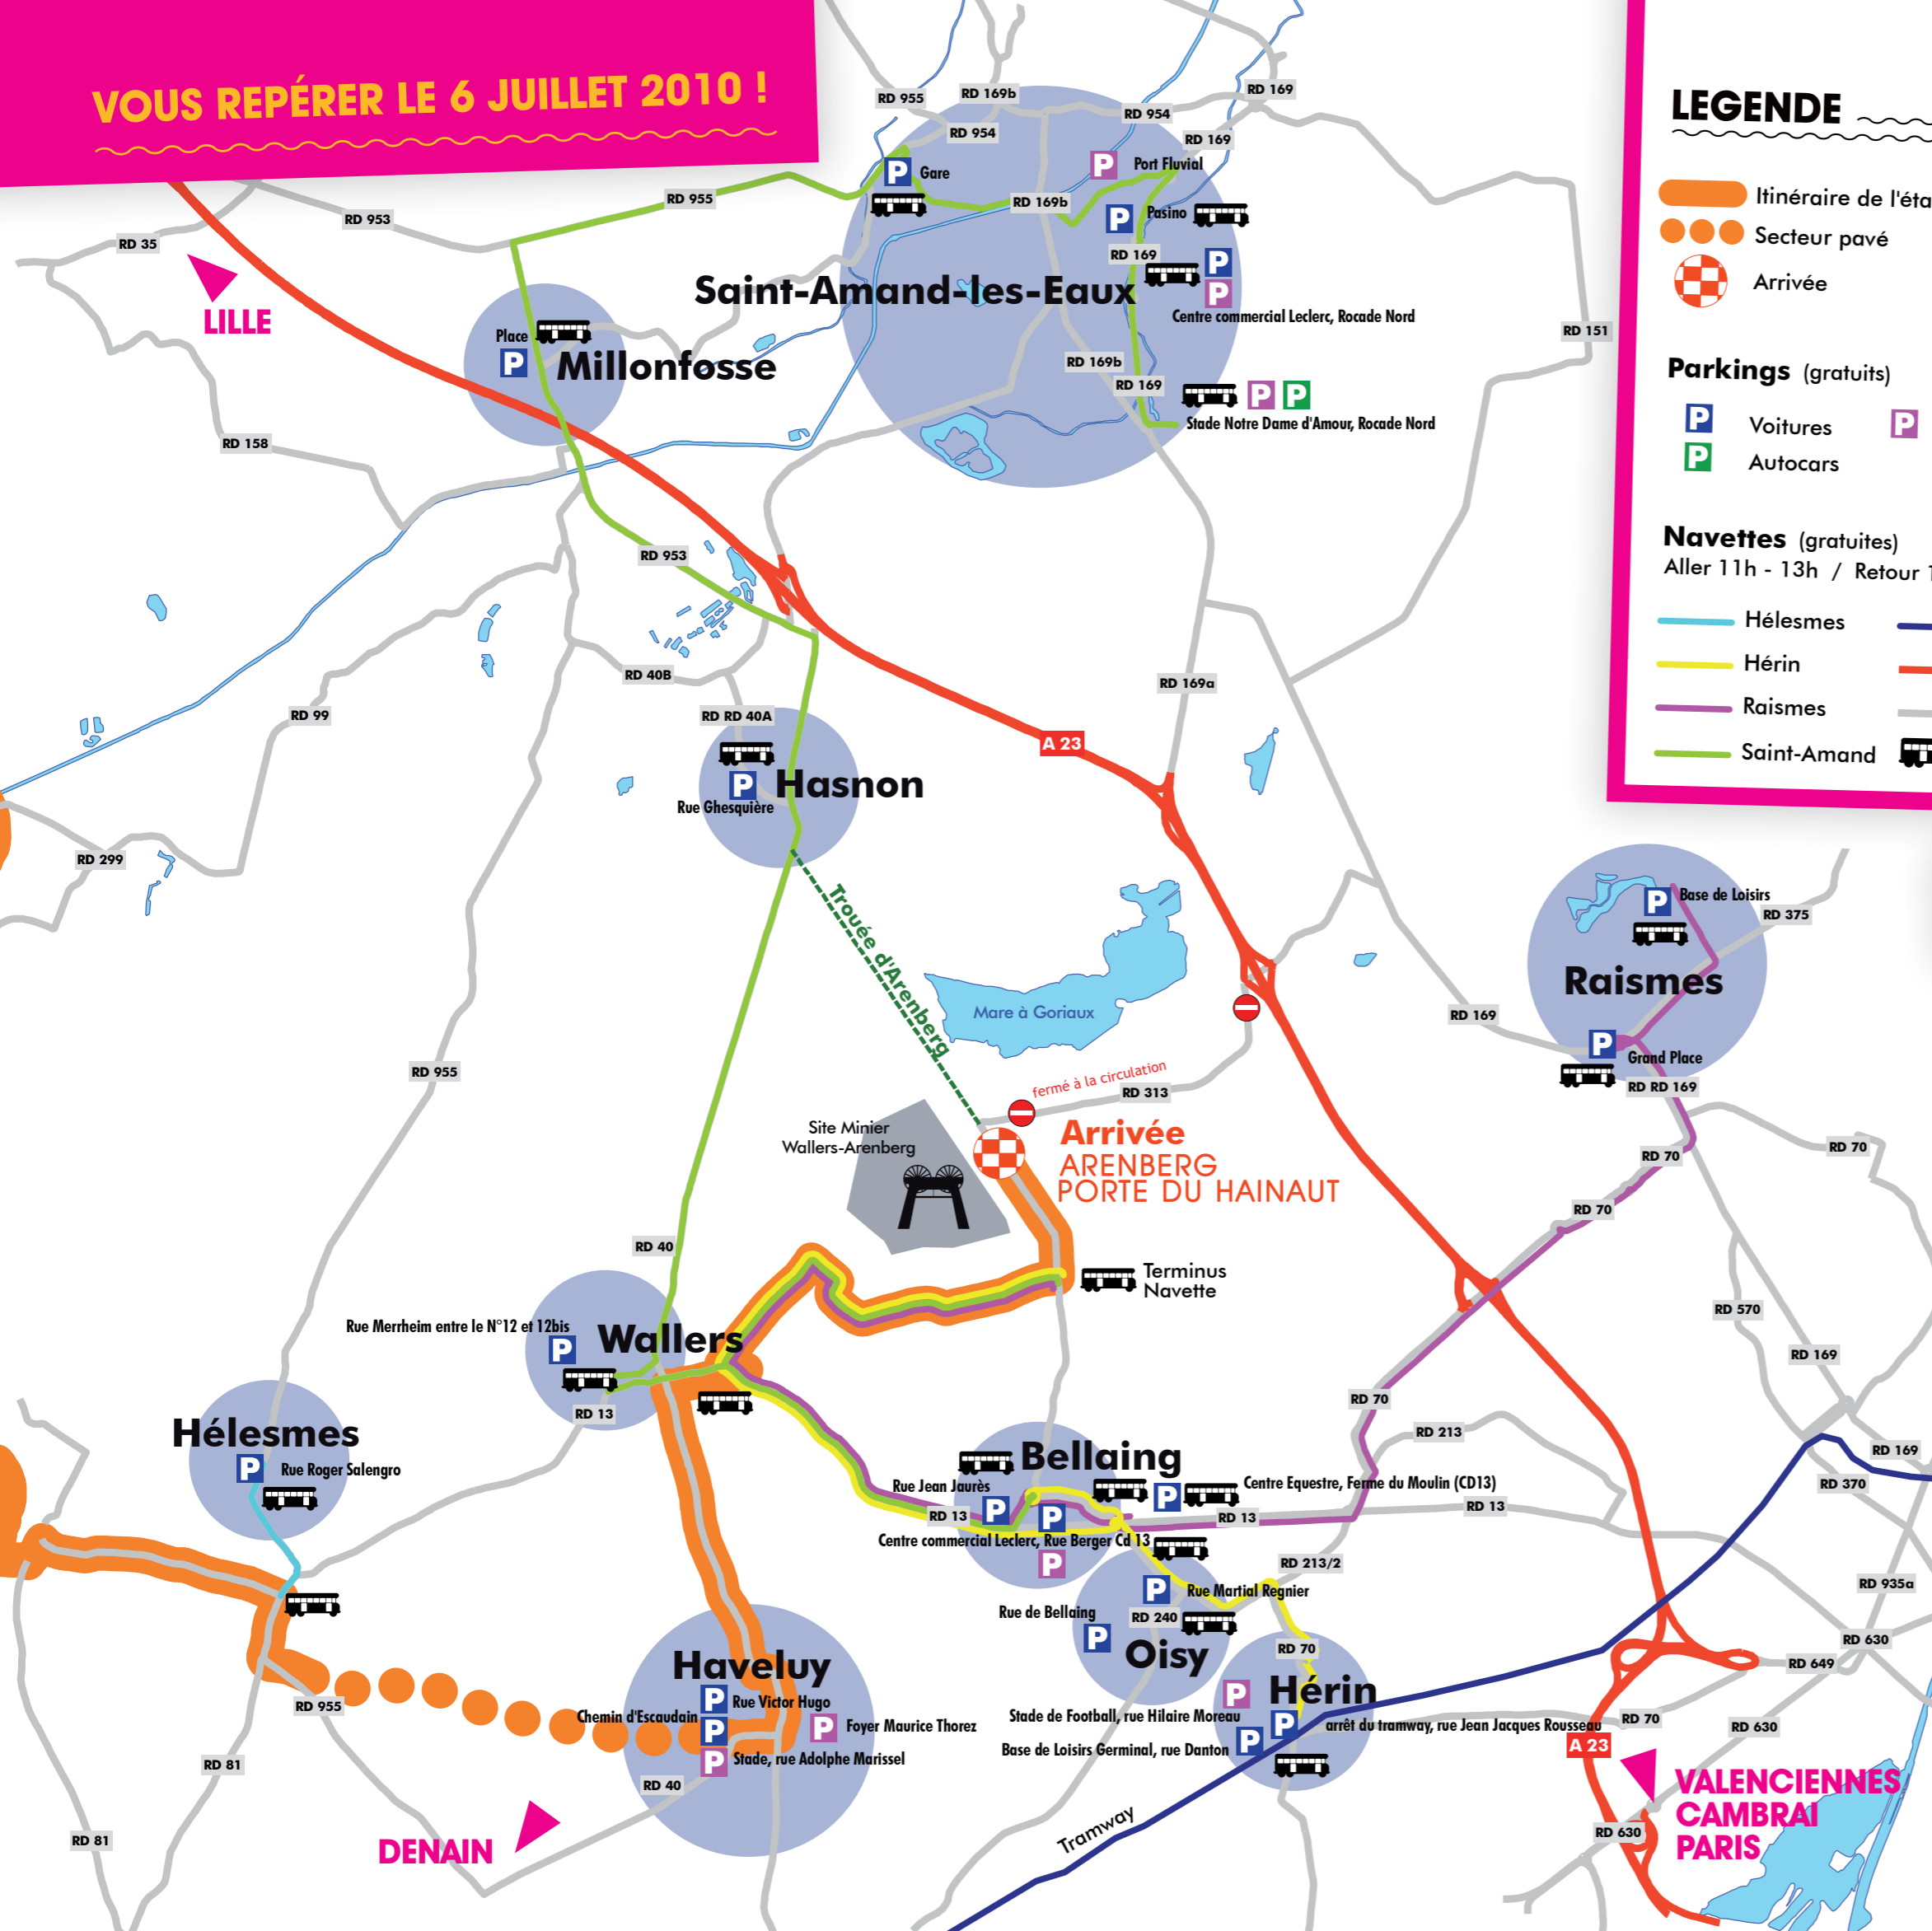 VOUS REPÉRER LE 6 JUILLET 2010 !
LEGENDE
Itinéraire de l'éta
Secteur pavé
Arrivée
Parkings (gratuits)
P Voitures P
P Autocars
Navettes (gratuites)
Aller 11h - 13h / Retour 1
Hélesmes
Hérin
Raismes
Saint-Amand
RD 955
RD 169b
RD 169
RD 954
RD 954
RD 169
P Gare
P Port Fluvial
RD 955
RD 169b
P Pasino
RD 953
RD 35
RD 169
P
P
Saint-Amand-les-Eaux
Centre commercial Leclerc, Rocade Nord
LILLE
RD 151
Place
P
Millonfosse
RD 169b
RD 169
P P
Stade Notre Dame d'Amour, Rocade Nord
RD 158
RD 953
RD 40B
RD 169a
RD 99
RD RD 40A
A 23
P
Hasnon
Rue Ghesquière
RD 299
Trouée d'Arenberg
P Base de Loisirs
RD 375
Raismes
Mare à Goriaux
RD 169
P
Grand Place
RD RD 169
RD 955
fermé à la circulation
RD 313
Site Minier
Wallers-Arenberg
Arrivée
ARENBERG
PORTE DU HAINAUT
RD 70
RD 70
RD 70
RD 40
Terminus
Navette
RD 570
Rue Merrheim entre le N°12 et 12bis
P
Wallers
RD 169
RD 13
RD 70
RD 213
Hélesmes
P Rue Roger Salengro
Bellaing
RD 169
RD 370
Rue Jean Jaurès
P
P
P Centre Equestre, Ferme du Moulin (CD13)
RD 13
RD 13
RD 13
Centre commercial Leclerc, Rue Berger Cd 13
P
RD 213/2
RD 935a
P Rue Martial Regnier
Rue de Bellaing
RD 240
P
Oisy
RD 70
RD 630
RD 649
Haveluy
P Rue Victor Hugo
Chemin d'Escaudain
P
P Foyer Maurice Thorez
P Stade, rue Adolphe Marissel
RD 955
P
Hérin
Stade de Football, rue Hilaire Moreau
P
arrêt du tramway, rue Jean Jacques Rousseau
Base de Loisirs Germinal, rue Danton
P
RD 70
RD 630
A 23
RD 81
RD 40
VALENCIENNES
CAMBRAI
PARIS
RD 630
Tramway
RD 81
DENAIN